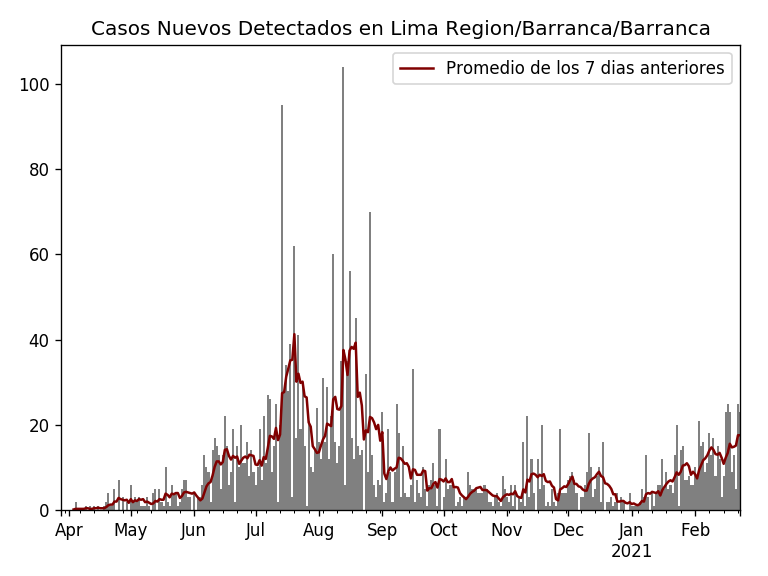 Casos Nuevos Detectados en Lima Region/Barranca/Barranca
Promedio de los 7 dias anteriores
100
80
60
40
20
0
Apr May Jun Jul Aug Sep Oct Nov Dec Jan Feb
2021